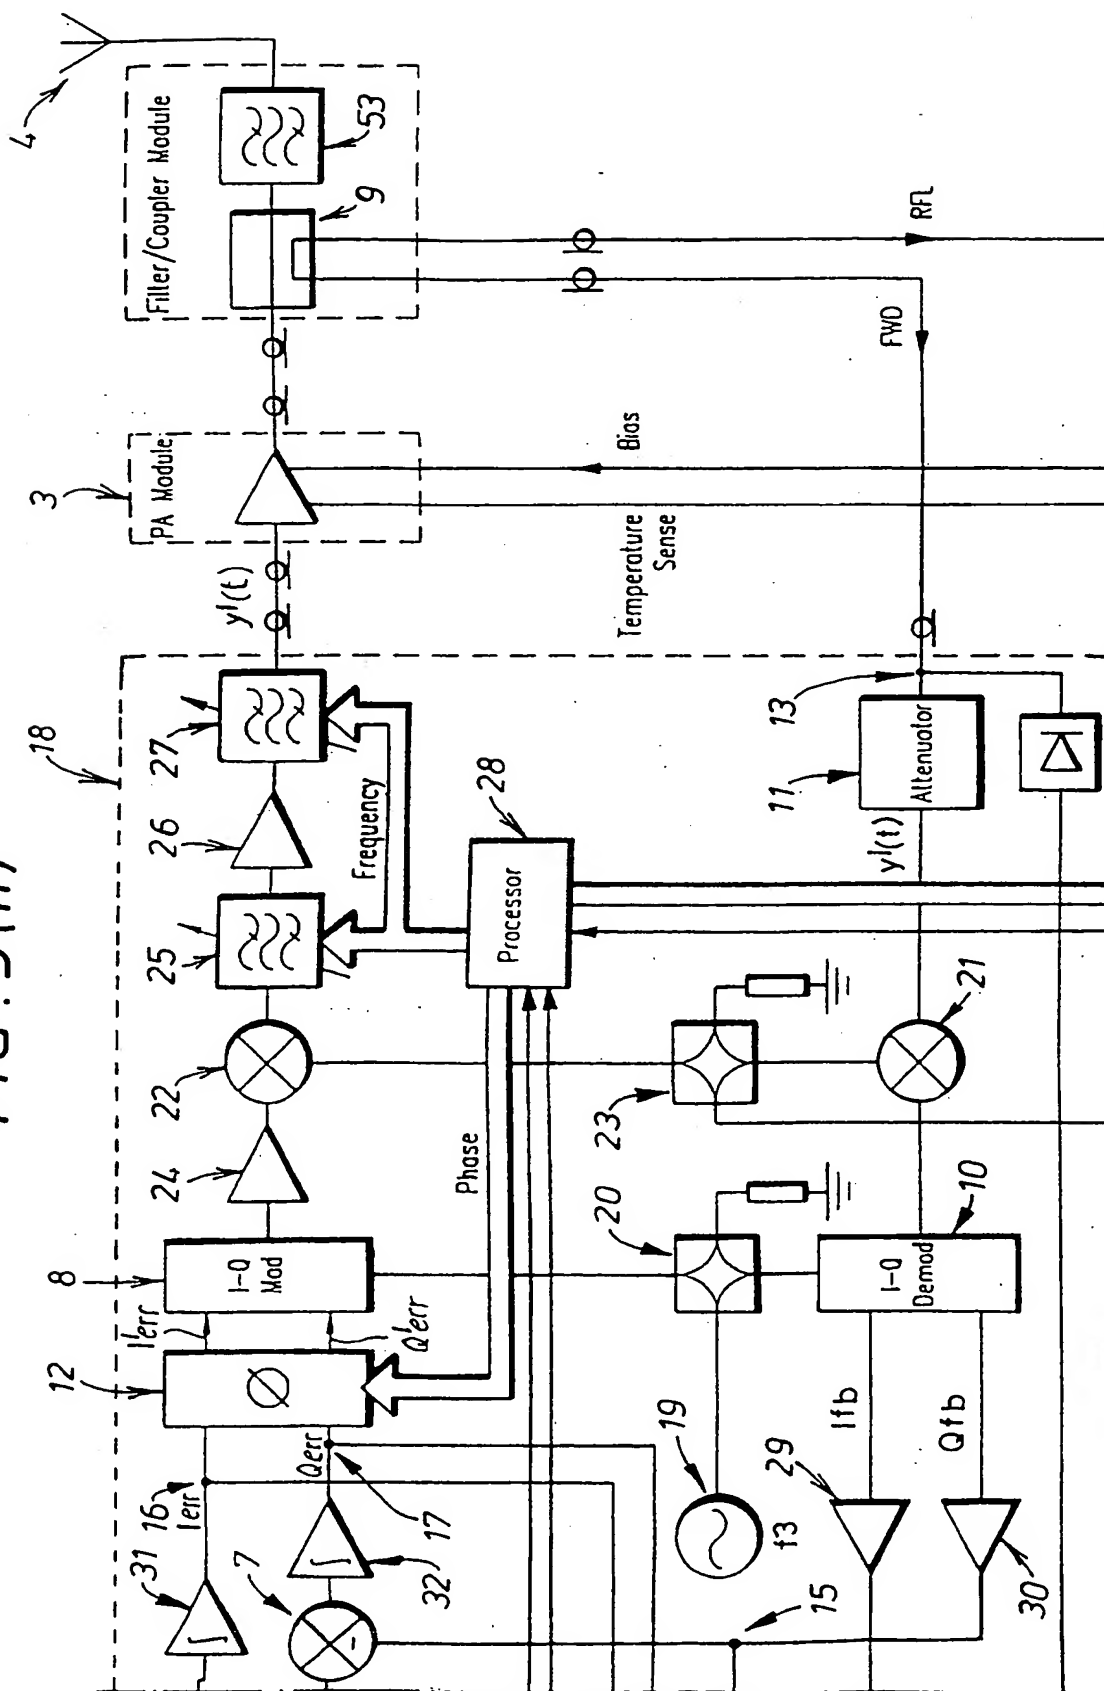 4
3
18
12
8
31
16
Ierr
I'err
24
22
25
26
27
y'(t)
PA Module
Filter/Coupler Module
7
Qerr
Q'err
I-Q
Mod
Ø
9
53
32
17
Phase
Frequency
28
Processor
Temperature
Sense
Bias
20
23
19
f3
15
29
Ifb
11
13
y'(t)
FWD
RFL
I-Q
Demod
10
21
Attenuator
Qfb
30